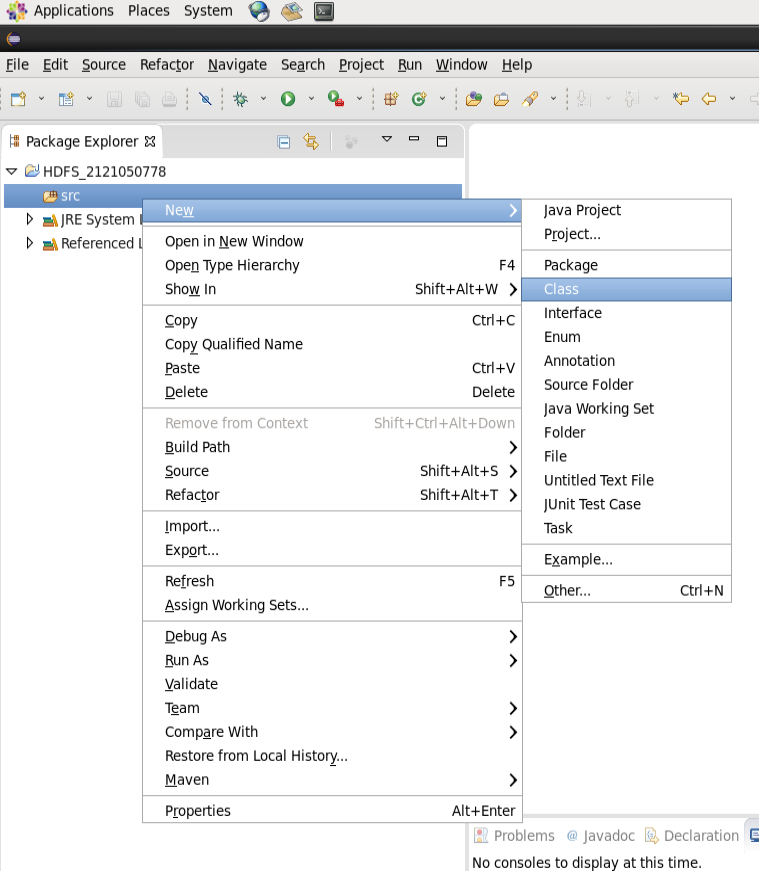 Applications Places System
File Edit Source Refactor Navigate Search Project Run Window Help
Package Explorer
HDFS_2121050778
src
JRE System
Referenced
New
Open in New Window
Open Type Hierarchy F4
Show In Shift+Alt+W
Copy Ctrl+C
Copy Qualified Name
Paste Ctrl+V
Delete Delete
Remove from Context Shift+Ctrl+Alt+Down
Build Path
Source Shift+Alt+S
Refactor Shift+Alt+T
Import...
Export...
Refresh F5
Assign Working Sets...
Debug As
Run As
Validate
Team
Compare With
Restore from Local History...
Maven
Properties Alt+Enter
Java Project
Project...
Package
Class
Interface
Enum
Annotation
Source Folder
Java Working Set
Folder
File
Untitled Text File
JUnit Test Case
Task
Example...
Other... Ctrl+N
Problems @ Javadoc Declaration
No consoles to display at this time.